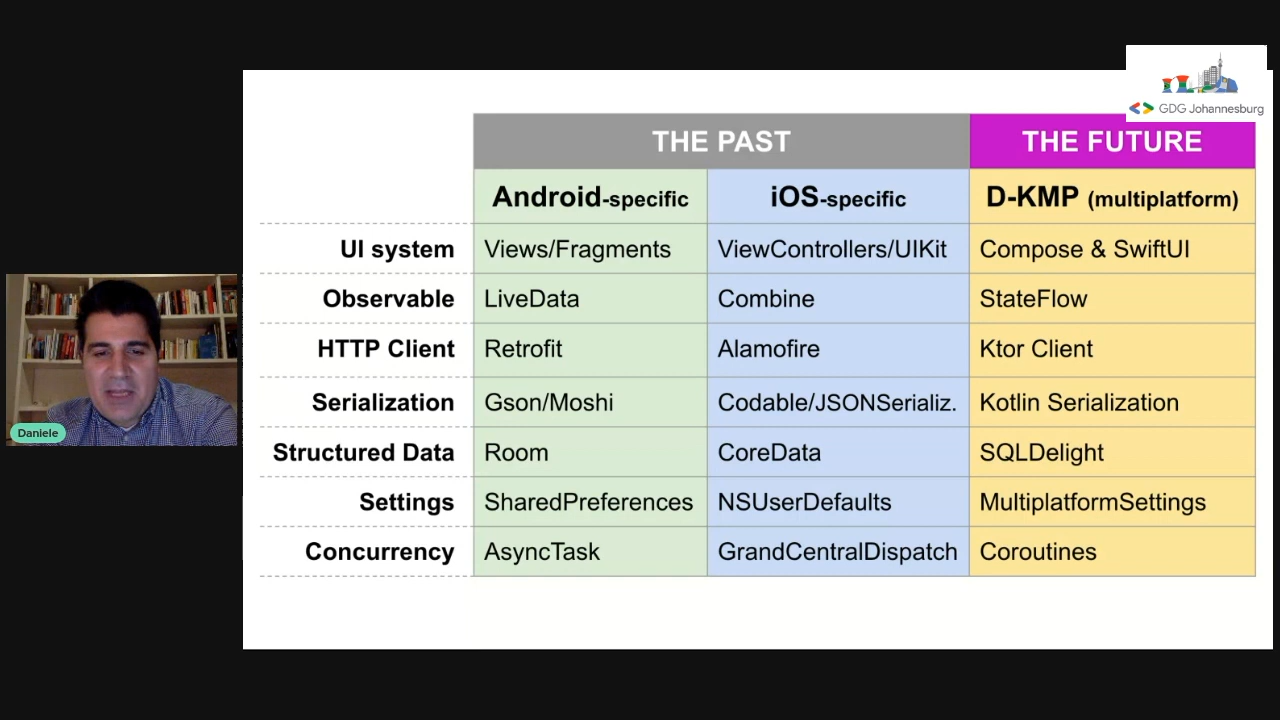 GDG Johannesburg
THE PAST THE FUTURE
Android-specific iOS-specific D-KMP (multiplatform)
UI system Views/Fragments ViewControllers/UIKit Compose & SwiftUI
Observable LiveData Combine StateFlow
HTTP Client Retrofit Alamofire Ktor Client
Serialization Gson/Moshi Codable/JSONSerializ. Kotlin Serialization
Structured Data Room CoreData SQLDelight
Settings SharedPreferences NSUserDefaults MultiplatformSettings
Concurrency AsyncTask GrandCentralDispatch Coroutines
Daniele